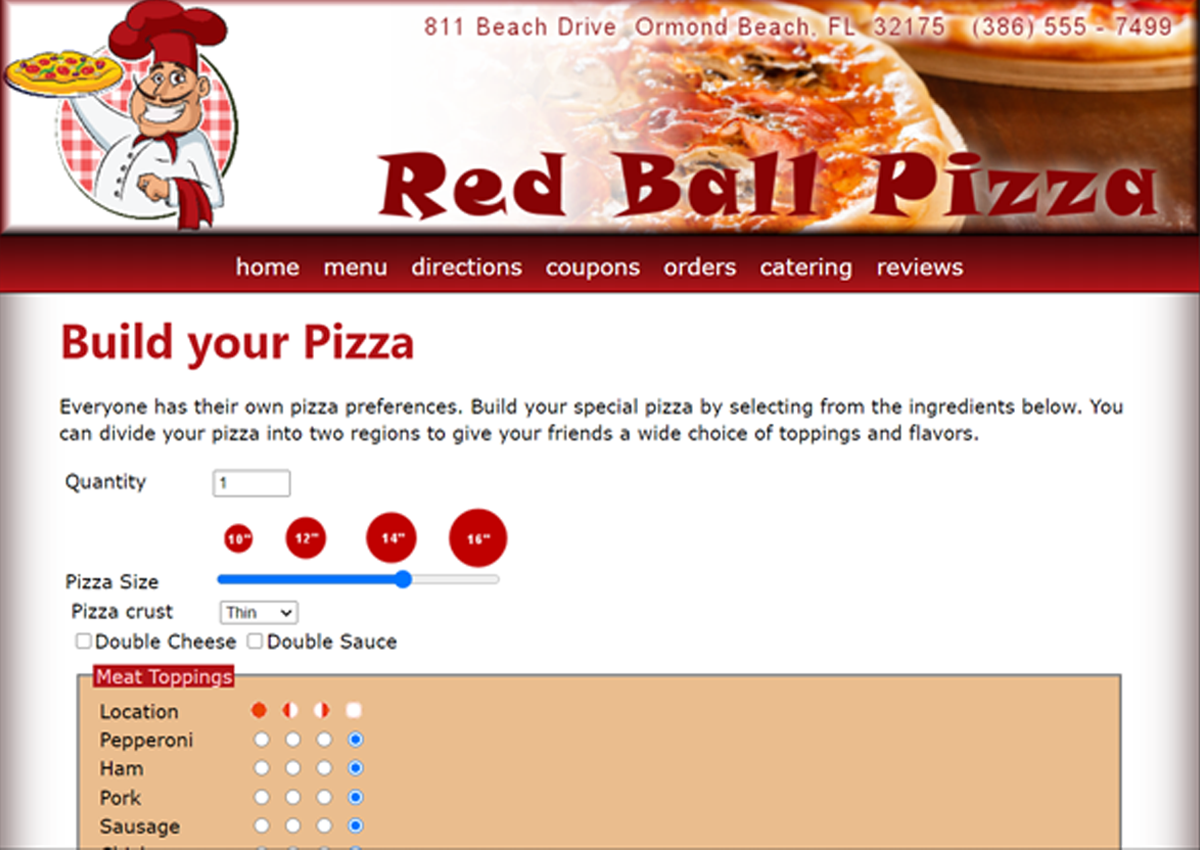 811 Beach Drive Ormond Beach, FL 32175 (386) 555 - 7499
Red Ball Pizza
home menu directions coupons orders catering reviews
Build your Pizza
Everyone has their own pizza preferences. Build your special pizza by selecting from the ingredients below. You
can divide your pizza into two regions to give your friends a wide choice of toppings and flavors.
Quantity 1
10" 12" 14" 16"
Pizza Size
Pizza crust Thin
Double Cheese Double Sauce
Meat Toppings
Location
Pepperoni
Ham
Pork
Sausage